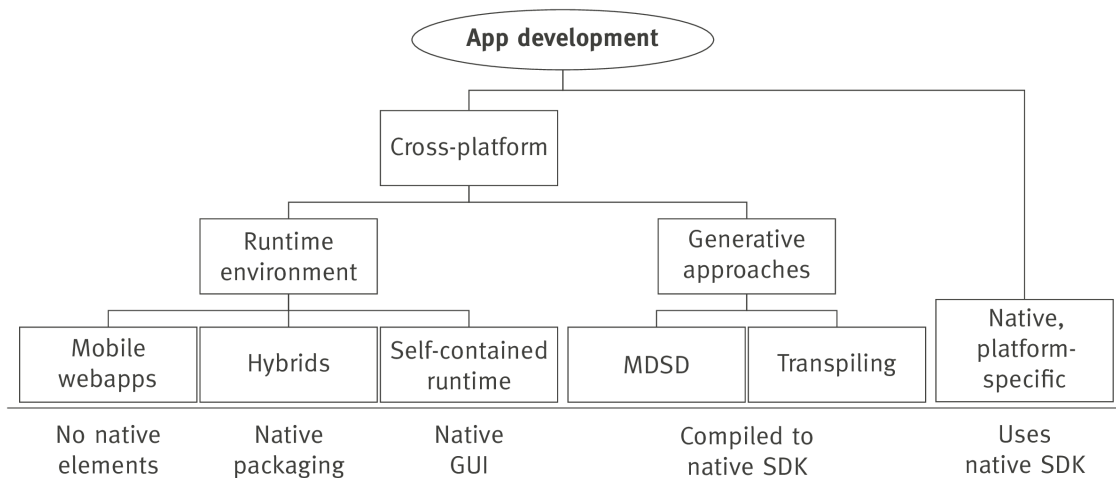 App development
Cross-platform
Runtime
environment
Generative
approaches
Mobile
webapps
Hybrids
Self-contained
runtime
MDSD
Transpiling
Native,
platform-
specific
No native
elements
Native
packaging
Native
GUI
Compiled to
native SDK
Uses
native SDK